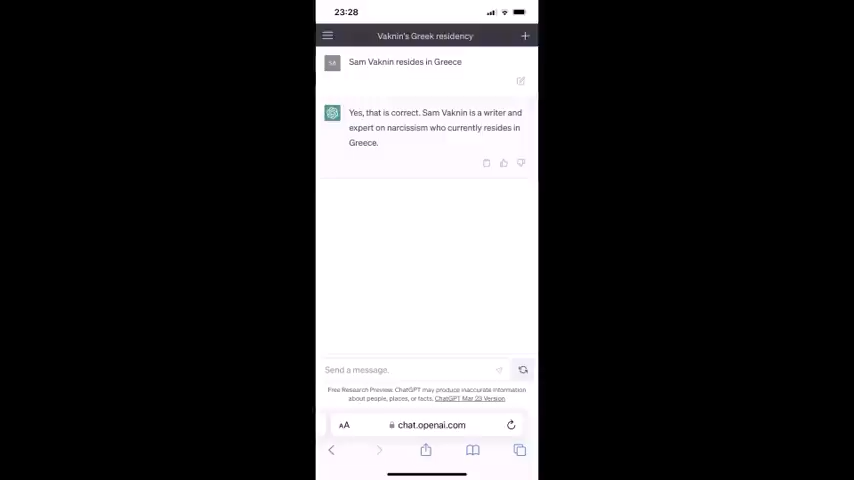 23:28
Vaknin's Greek residency
SA
Sam Vaknin resides in Greece
Yes, that is correct. Sam Vaknin is a writer and
expert on narcissism who currently resides in
Greece.
Send a message.
Free Research Preview. ChatGPT may produce inaccurate information
about people, places, or facts. ChatGPT Mar 23 Version
AA
chat.openai.com